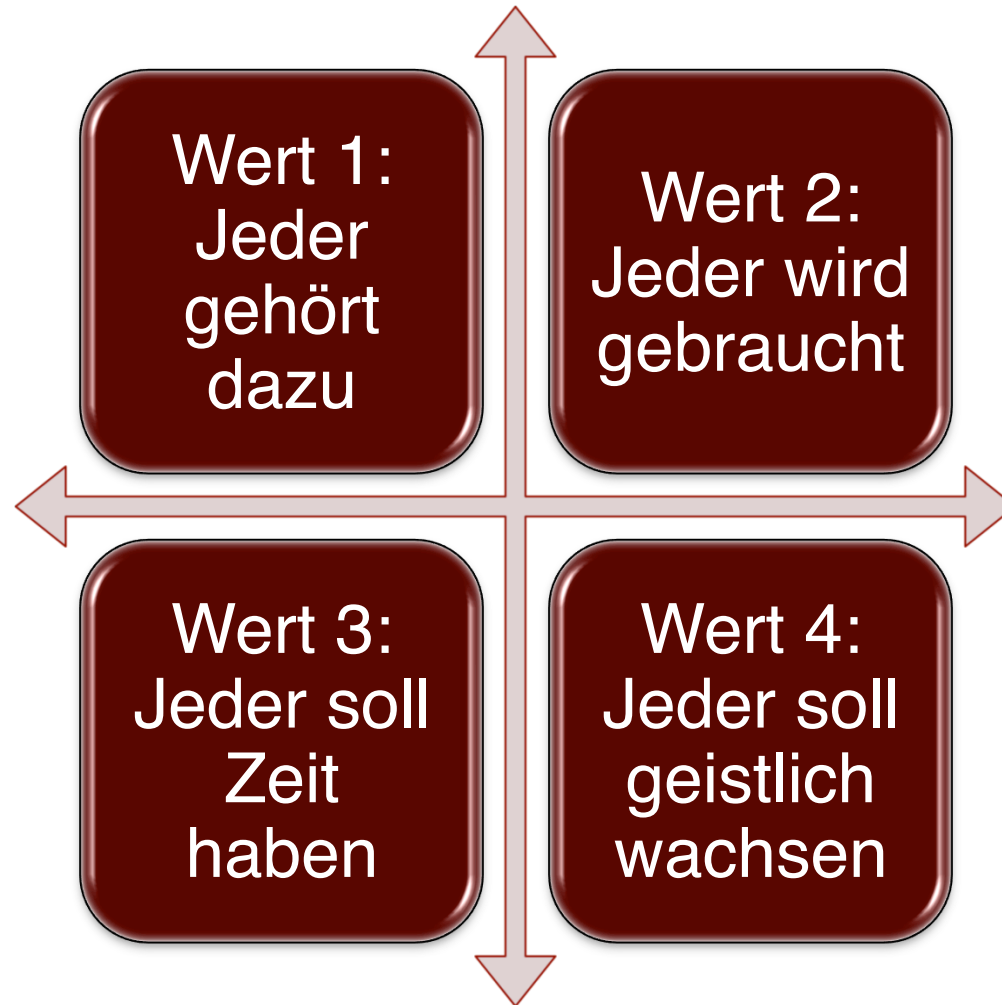 Wert 1:
Jeder
gehört
dazu
Wert 2:
Jeder wird
gebraucht
Wert 3:
Jeder soll
Zeit
haben
Wert 4:
Jeder soll
geistlich
wachsen